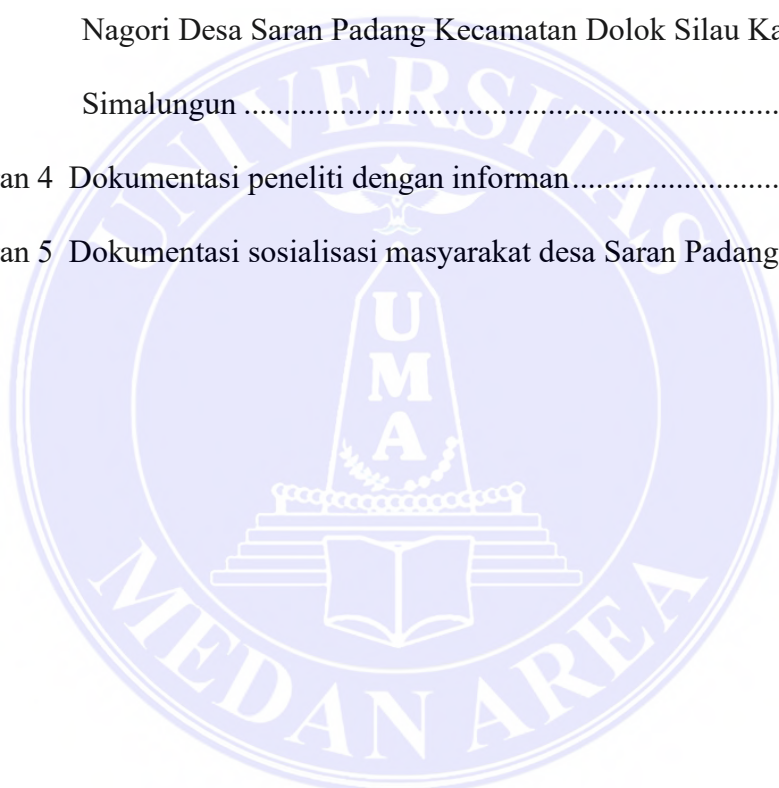 Nagori Desa Saran Padang Kecamatan Dolok Silau Ka
Simalungun ....................................................................
an 4 Dokumentasi peneliti dengan informan..........................
an 5 Dokumentasi sosialisasi masyarakat desa Saran Padang
UNIVERSITAS
UMA
MEDAN AREA